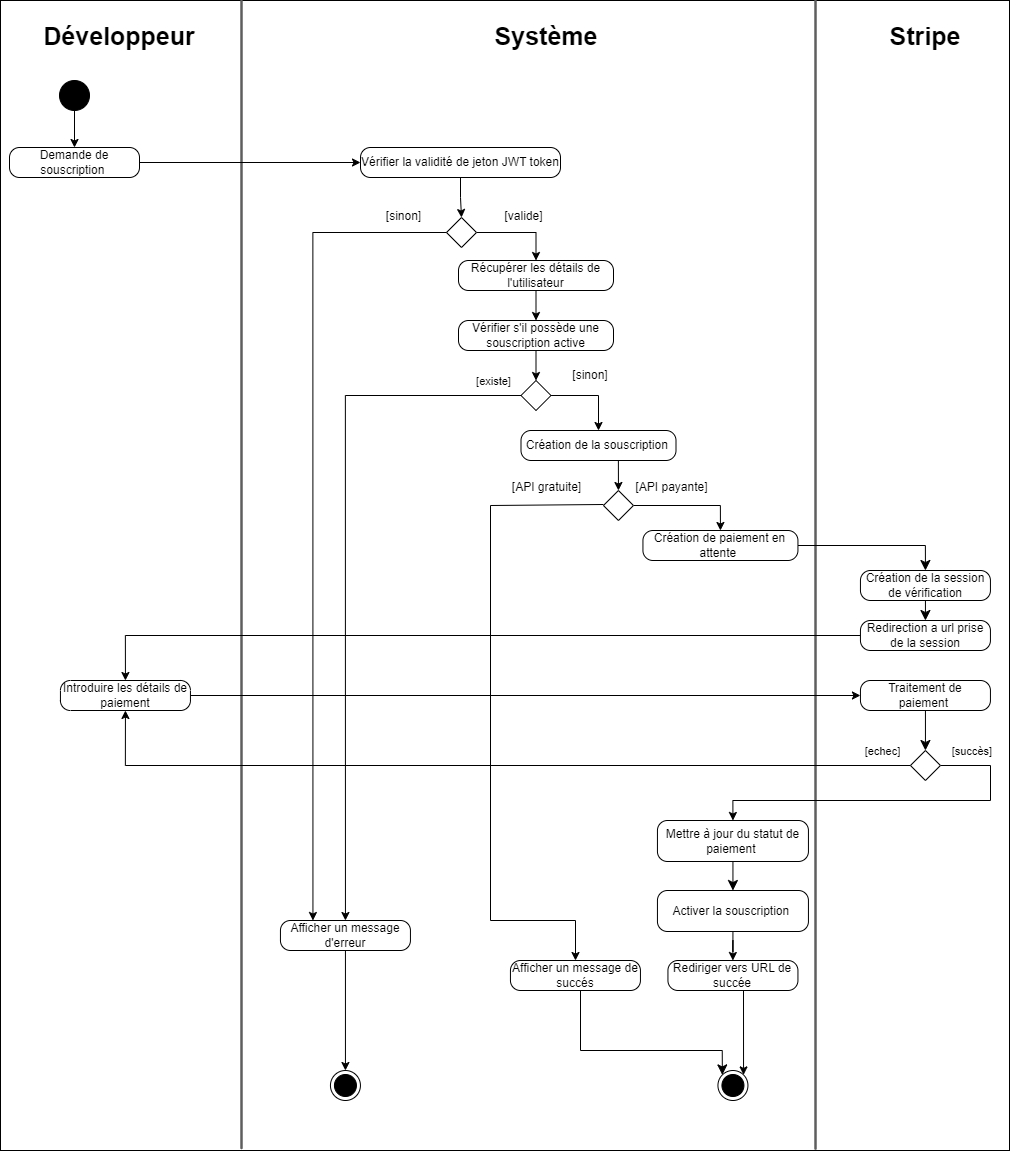 Développeur
Système
Stripe
Demande de
souscription
Vérifier la validité de jeton JWT token
[sinon]
[valide]
Récupérer les détails de
l'utilisateur
Vérifier s'il possède une
souscription active
[existe]
[sinon]
Création de la souscription
[API gratuite]
[API payante]
Création de paiement en
attente
Création de la session
de vérification
Redirection a url prise
de la session
Introduire les détails de
paiement
Traitement de
paiement
[echec]
[succès]
Mettre à jour du statut de
paiement
Activer la souscription
Afficher un message
d'erreur
Afficher un message de
succés
Rediriger vers URL de
succée